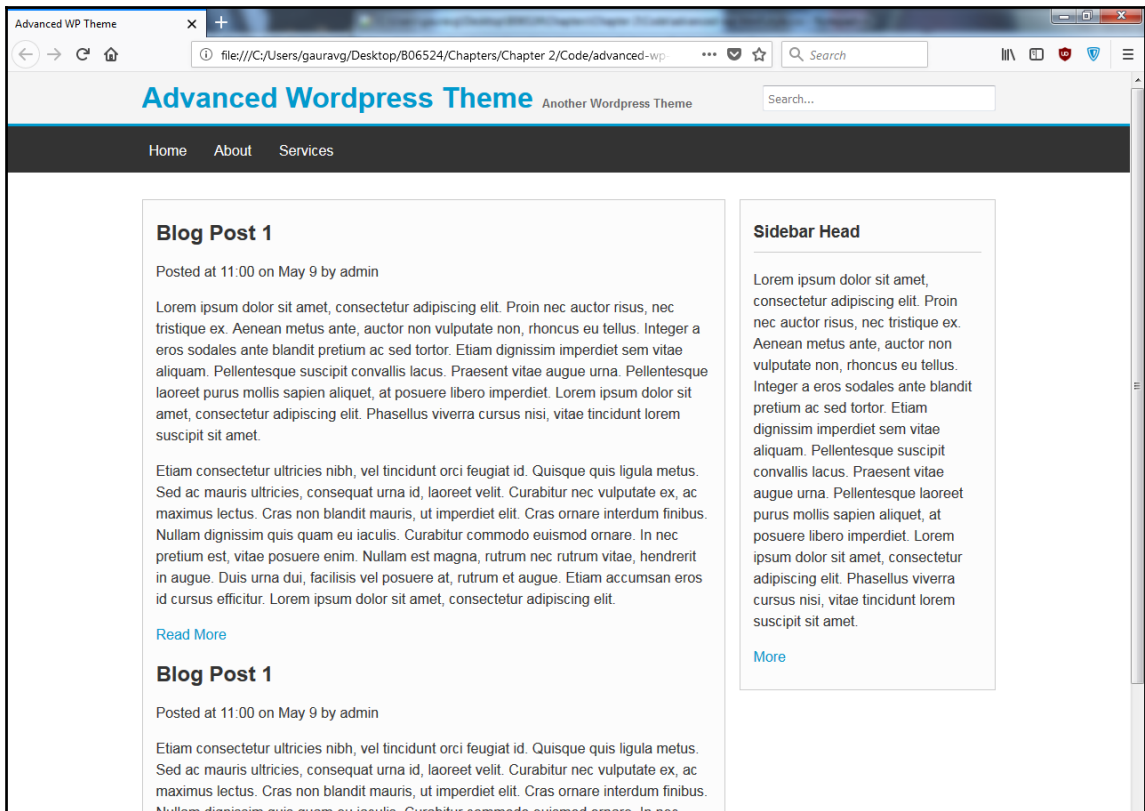 Advanced WP Theme
file:///C:/Users/gauravg/Desktop/B06524/Chapters/Chapter 2/Code/advanced-wp-
Search
Advanced Wordpress Theme Another Wordpress Theme
Search...
Home About Services
Blog Post 1
Posted at 11:00 on May 9 by admin
Lorem ipsum dolor sit amet, consectetur adipiscing elit. Proin nec auctor risus, nec
tristique ex. Aenean metus ante, auctor non vulputate non, rhoncus eu tellus. Integer a
eros sodales ante blandit pretium ac sed tortor. Etiam dignissim imperdiet sem vitae
aliquam. Pellentesque suscipit convallis lacus. Praesent vitae augue urna. Pellentesque
laoreet purus mollis sapien aliquet, at posuere libero imperdiet. Lorem ipsum dolor sit
amet, consectetur adipiscing elit. Phasellus viverra cursus nisi, vitae tincidunt lorem
suscipit sit amet.
Etiam consectetur ultricies nibh, vel tincidunt orci feugiat id. Quisque quis ligula metus.
Sed ac mauris ultricies, consequat urna id, laoreet velit. Curabitur nec vulputate ex, ac
maximus lectus. Cras non blandit mauris, ut imperdiet elit. Cras ornare interdum finibus.
Nullam dignissim quis quam eu iaculis. Curabitur commodo euismod ornare. In nec
pretium est, vitae posuere enim. Nullam est magna, rutrum nec rutrum vitae, hendrerit
in augue. Duis urna dui, facilisis vel posuere at, rutrum et augue. Etiam accumsan eros
id cursus efficitur. Lorem ipsum dolor sit amet, consectetur adipiscing elit.
Read More
Blog Post 1
Posted at 11:00 on May 9 by admin
Etiam consectetur ultricies nibh, vel tincidunt orci feugiat id. Quisque quis ligula metus.
Sed ac mauris ultricies, consequat urna id, laoreet velit. Curabitur nec vulputate ex, ac
maximus lectus. Cras non blandit mauris, ut imperdiet elit. Cras ornare interdum finibus.
Nullam dignissim quis quam eu iaculis. Curabitur commodo euismod ornare. In nec
Sidebar Head
Lorem ipsum dolor sit amet,
consectetur adipiscing elit. Proin
nec auctor risus, nec tristique ex.
Aenean metus ante, auctor non
vulputate non, rhoncus eu tellus.
Integer a eros sodales ante blandit
pretium ac sed tortor. Etiam
dignissim imperdiet sem vitae
aliquam. Pellentesque suscipit
convallis lacus. Praesent vitae
augue urna. Pellentesque laoreet
purus mollis sapien aliquet, at
posuere libero imperdiet. Lorem
ipsum dolor sit amet, consectetur
adipiscing elit. Phasellus viverra
cursus nisi, vitae tincidunt lorem
suscipit sit amet.
More